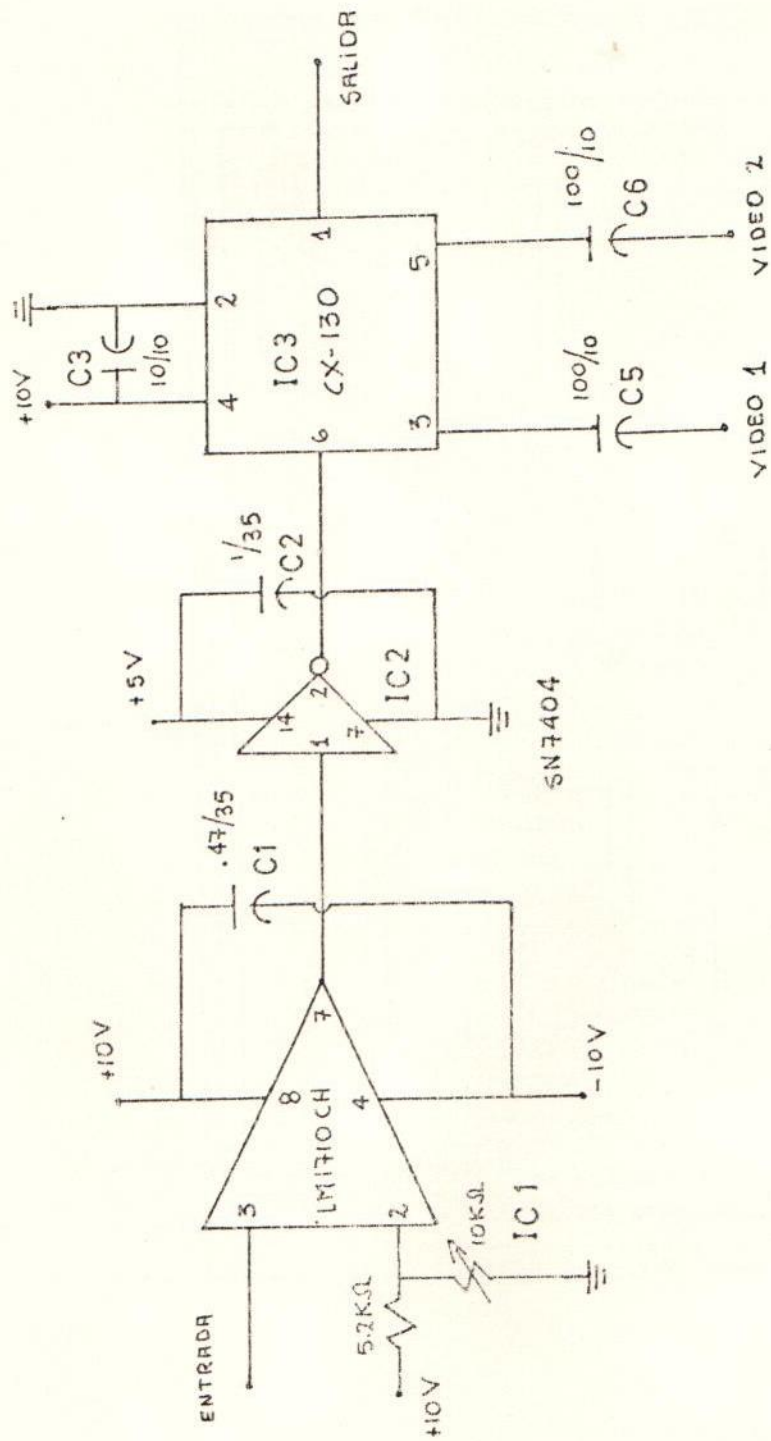 ENTRADA
3
LM1710CH
2
8
4
7
+10V
-10V
5.2KΩ
+10V
10KΩ
IC1
.47/35
C1
+5V
14
1
2
7
IC2
SN7404
1/35
C2
+10V
C3
10/10
4
2
6
IC3
CX-130
1
3
5
SALIDA
100/10
C5
VIDEO 1
100/10
C6
VIDEO 2